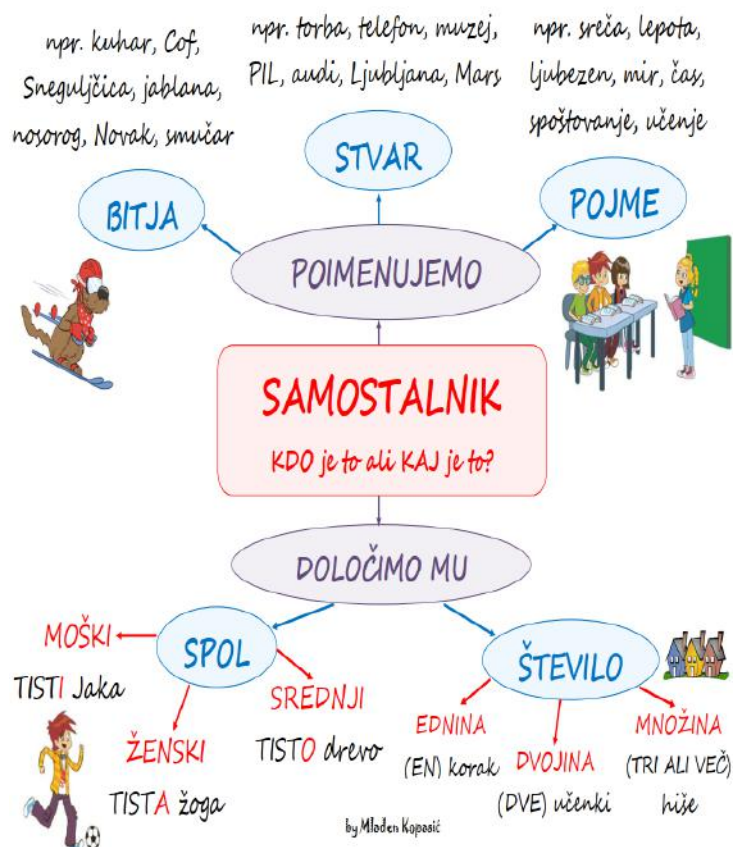 npr. kuhar, Cof,
Sneguljčica, jablana,
nosorog, Novak, smučar
npr. torba, telefon, muzej,
PIL, audi, Ljubljana, Mars
npr. sreča, lepota,
ljubezen, mir, čas,
spoštovanje, učenje
BITJA
STVAR
POJME
POIMENUJEMO
SAMOSTALNIK
KDO je to ali KAJ je to?
DOLOČIMO MU
SPOL
MOŠKI
TISTI Jaka
ŽENSKI
TISTA žoga
SREDNJI
TISTO drevo
ŠTEVILO
EDNINA
(EN) korak
DVOJINA
(DVE) učenki
MNOŽINA
(TRI ALI VEČ)
hiše
by Mladen Kopasić